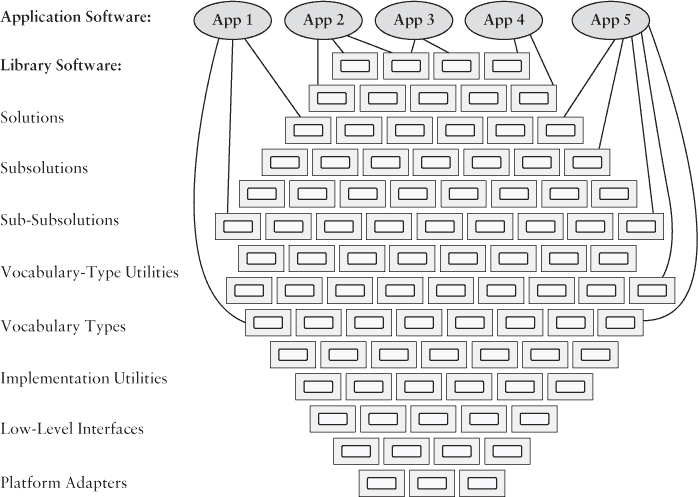 Application Software:
App 1
App 2
App 3
App 4
App 5
Library Software:
Solutions
Subsolutions
Sub-Subsolutions
Vocabulary-Type Utilities
Vocabulary Types
Implementation Utilities
Low-Level Interfaces
Platform Adapters